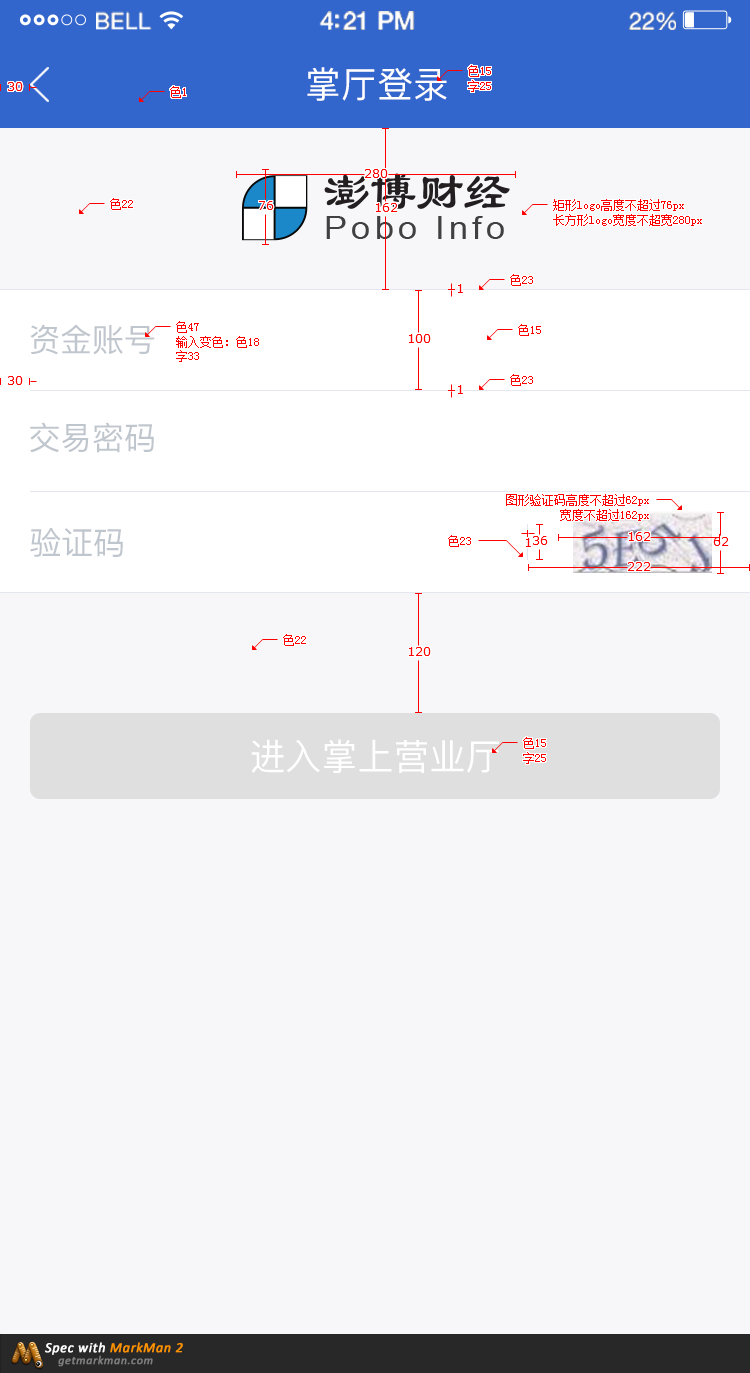 BELL 4:21 PM 22%
30 掌厅登录 色15
色1 字25
280
澎博财经
76 162
Pobo Info
色22
矩形logo高度不超过76px
长方形logo宽度不超宽280px
1 色23
资金账号
色47
输入变色：色18
字33
100
色15
30
1 色23
交易密码
图形验证码高度不超过62px
宽度不超过162px
验证码
色23
1 36
162
62
222
色22
120
进入掌上营业厅
色15
字25
Spec with MarkMan 2
getmarkman.com